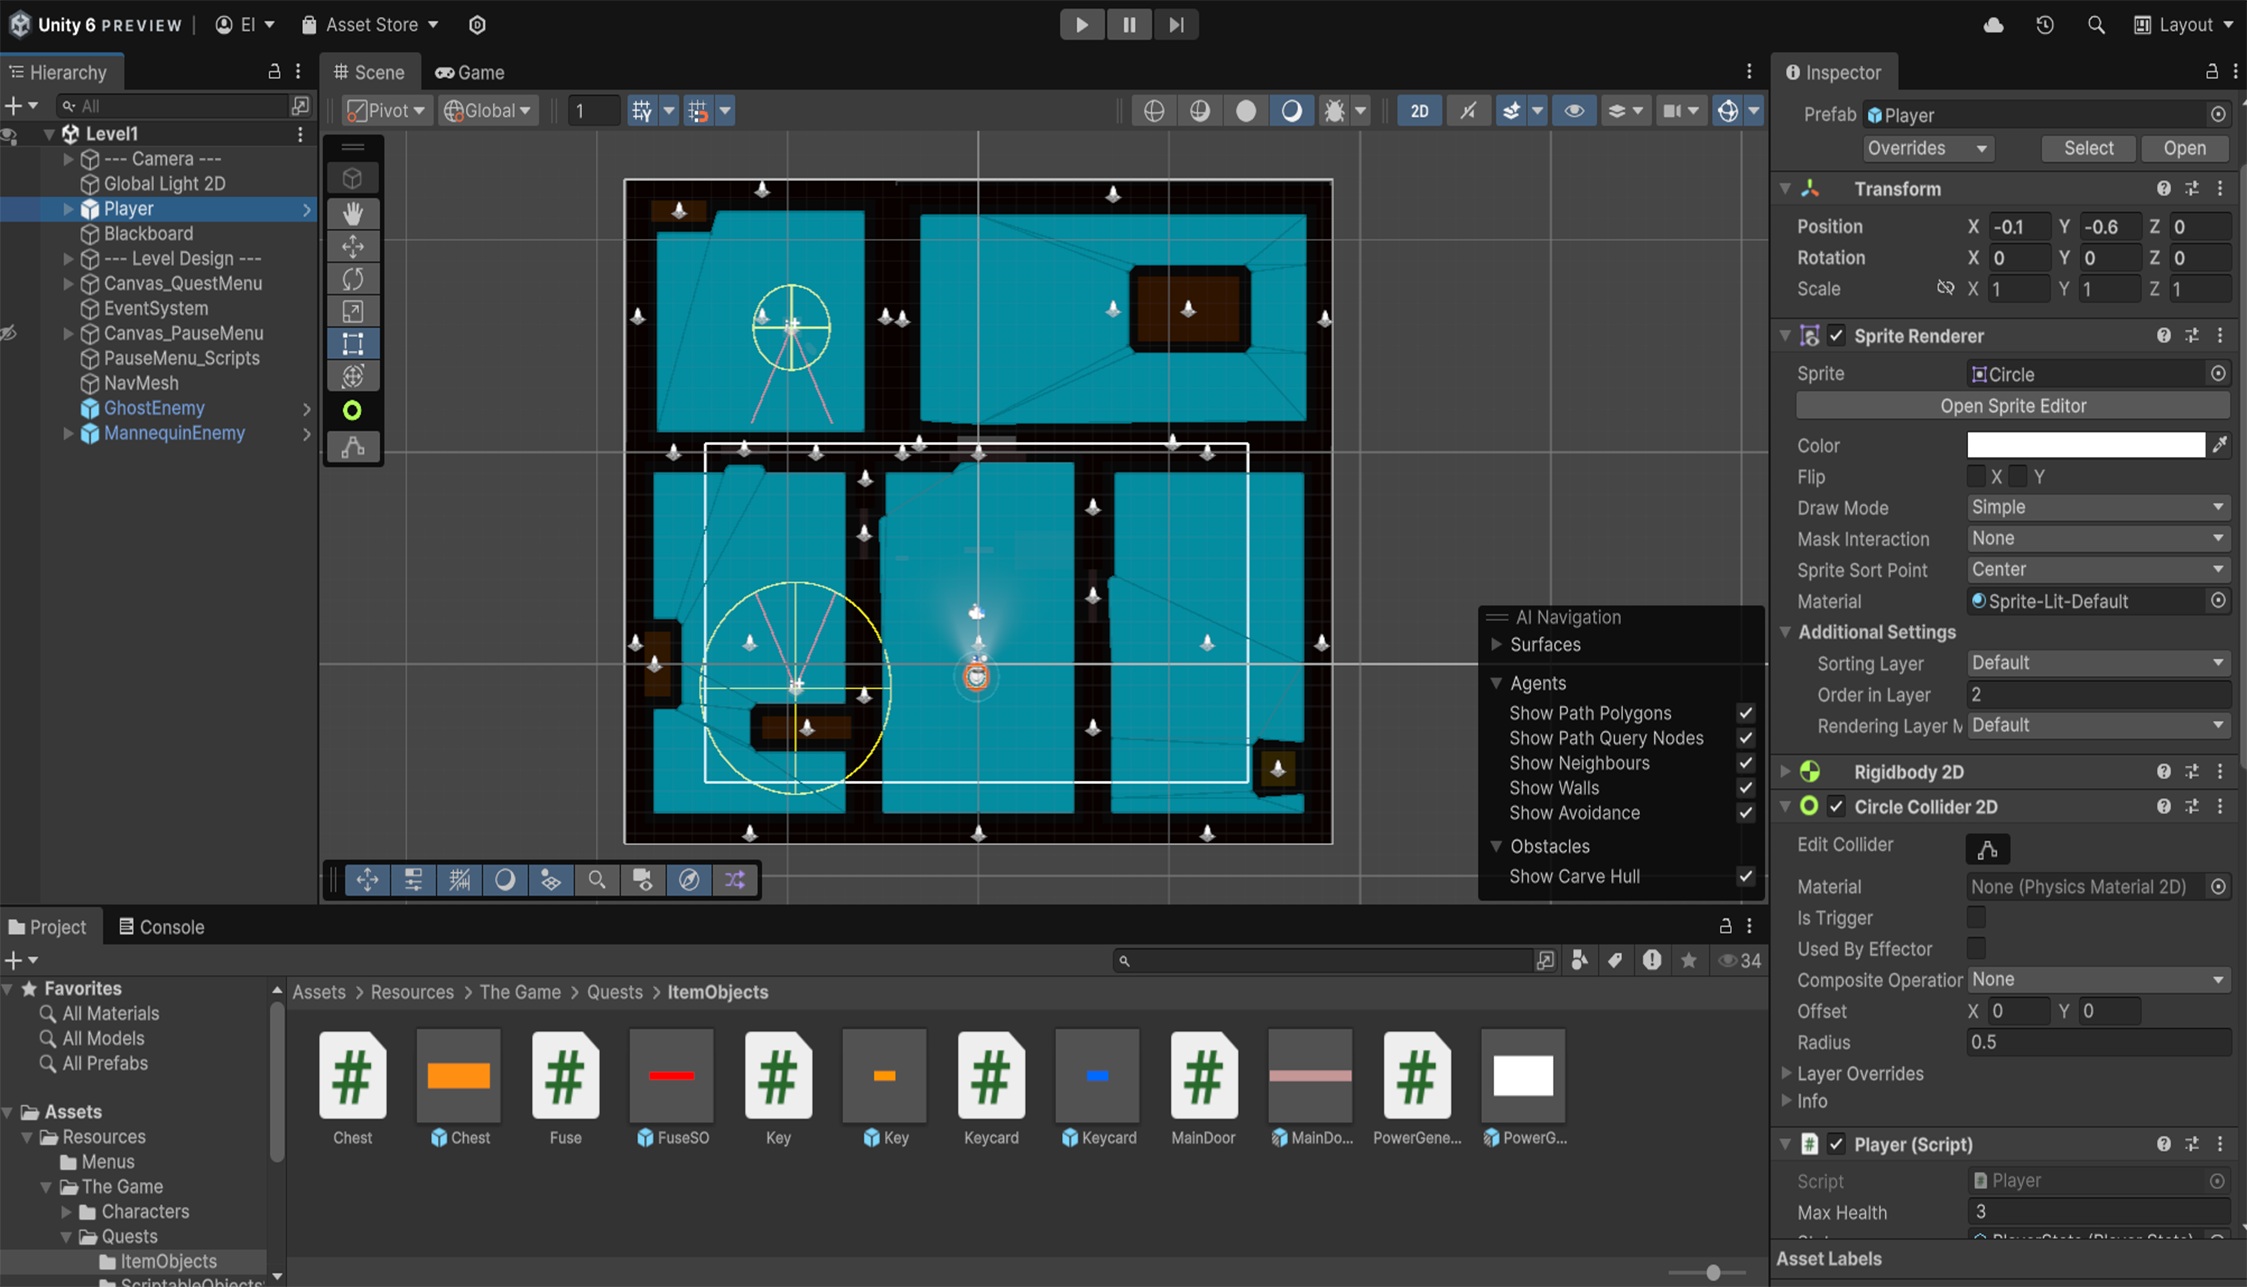 Unity 6 PREVIEW
EI
Asset Store
Layout
Hierarchy
All
Level1
--- Camera ---
Global Light 2D
Player
Blackboard
--- Level Design ---
Canvas_QuestMenu
EventSystem
Canvas_PauseMenu
PauseMenu_Scripts
NavMesh
GhostEnemy
MannequinEnemy
Scene
Game
Pivot
Global
1
2D
AI Navigation
Surfaces
Agents
Show Path Polygons
Show Path Query Nodes
Show Neighbours
Show Walls
Show Avoidance
Obstacles
Show Carve Hull
Inspector
Prefab Player
Overrides Select Open
Transform
Position X -0.1 Y -0.6 Z 0
Rotation X 0 Y 0 Z 0
Scale X 1 Y 1 Z 1
Sprite Renderer
Sprite Circle
Open Sprite Editor
Color
Flip X Y
Draw Mode Simple
Mask Interaction None
Sprite Sort Point Center
Material Sprite-Lit-Default
Additional Settings
Sorting Layer Default
Order in Layer 2
Rendering Layer M Default
Rigidbody 2D
Circle Collider 2D
Edit Collider
Material None (Physics Material 2D)
Is Trigger
Used By Effector
Composite Operation None
Offset X 0 Y 0
Radius 0.5
Layer Overrides
Info
Player (Script)
Script Player
Max Health 3
Asset Labels
Project
Console
34
Favorites
All Materials
All Models
All Prefabs
Assets
Resources
Menus
The Game
Characters
Quests
ItemObjects
ScriptableObjects
Assets > Resources > The Game > Quests > ItemObjects
Chest
Chest
Fuse
FuseSO
Key
Key
Keycard
Keycard
MainDoor
MainDo...
PowerGene...
PowerG...